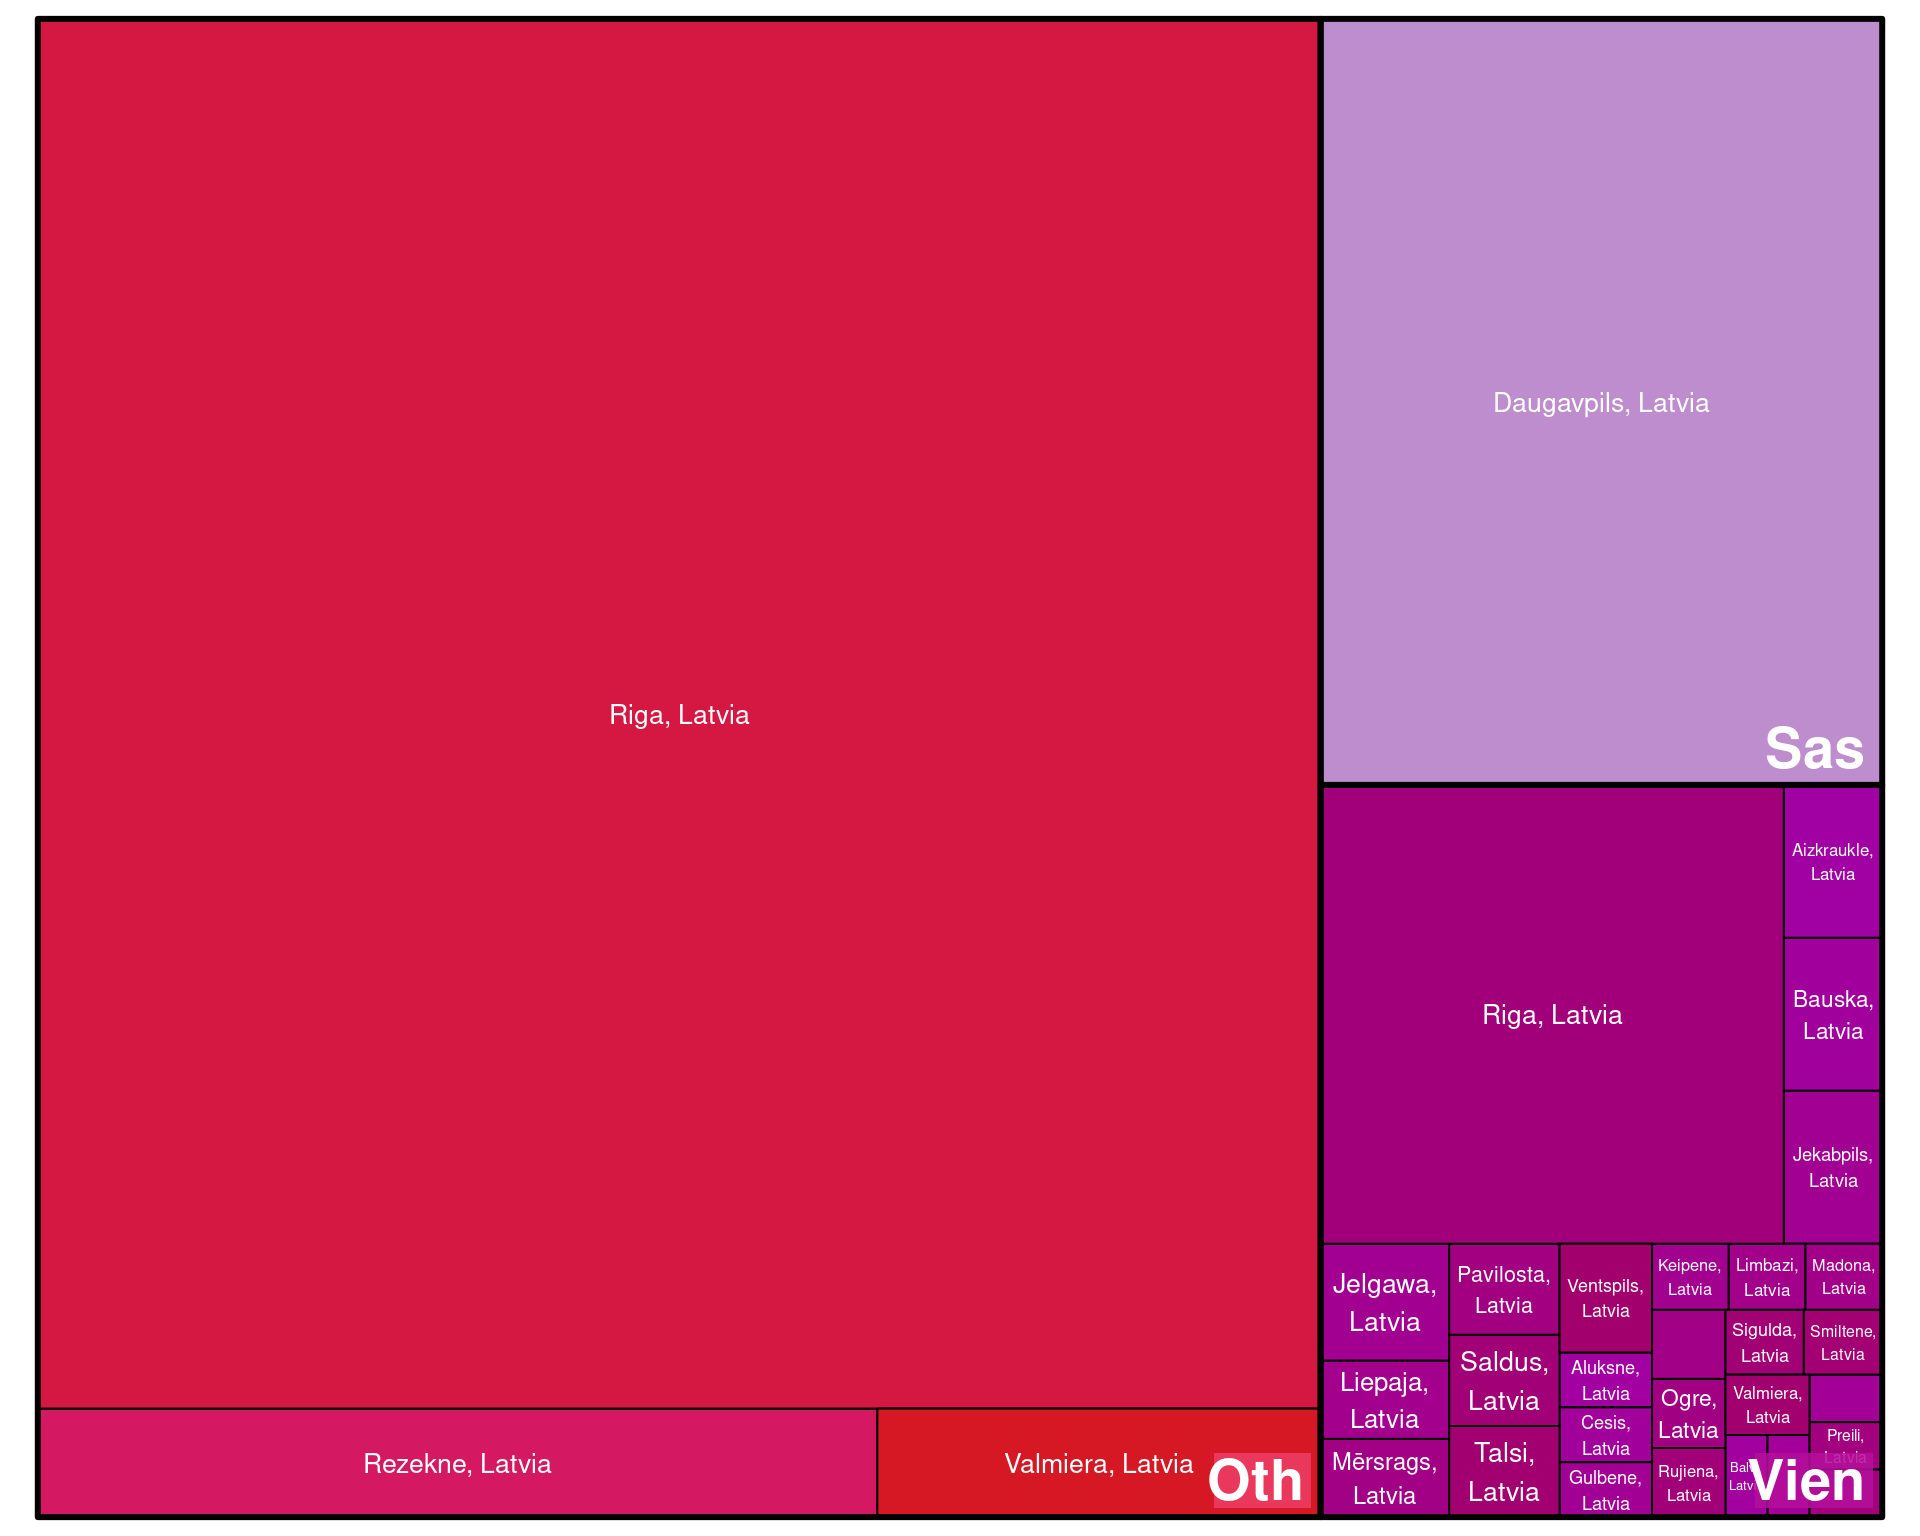 Riga, Latvia
Rezekne, Latvia
Valmiera, Latvia
Oth
Daugavpils, Latvia
Sas
Riga, Latvia
Aizkraukle,
Latvia
Bauska,
Latvia
Jekabpils,
Latvia
Jelgawa,
Latvia
Liepaja,
Latvia
Mērsrags,
Latvia
Pavilosta,
Latvia
Saldus,
Latvia
Talsi,
Latvia
Ventspils,
Latvia
Aluksne,
Latvia
Cesis,
Latvia
Gulbene,
Latvia
Keipene,
Latvia
Limbazi,
Latvia
Madona,
Latvia
Sigulda,
Latvia
Smiltene,
Latvia
Ogre,
Latvia
Valmiera,
Latvia
Rujiena,
Latvia
Preili,
Latvia
Vien